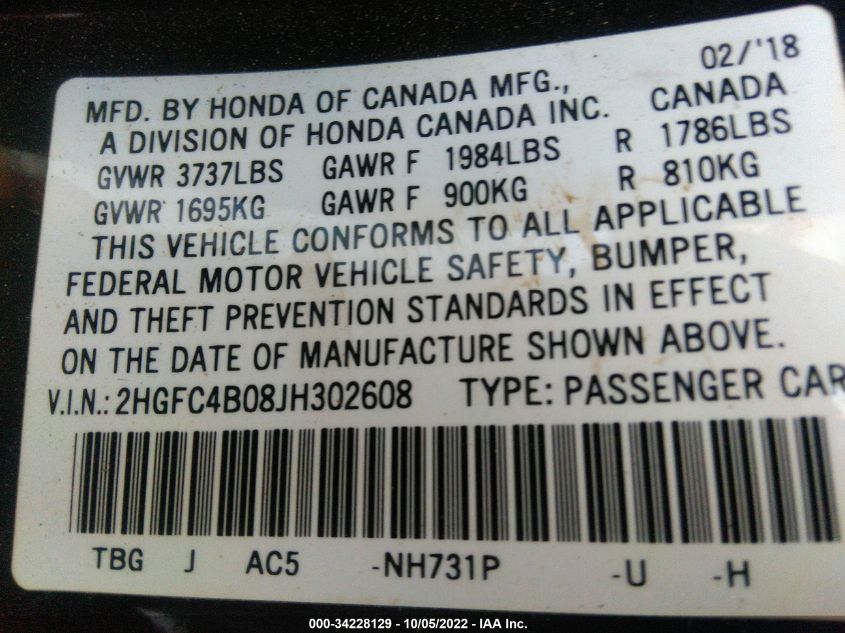 02/'18
MFD. BY HONDA OF CANADA MFG.,
A DIVISION OF HONDA CANADA INC. CANADA
GVWR 3737LBS GAWR F 1984LBS R 1786LBS
GVWR 1695KG GAWR F 900KG R 810KG
THIS VEHICLE CONFORMS TO ALL APPLICABLE
FEDERAL MOTOR VEHICLE SAFETY, BUMPER,
AND THEFT PREVENTION STANDARDS IN EFFECT
ON THE DATE OF MANUFACTURE SHOWN ABOVE.
V.I.N.: 2HGFC4B08JH302608 TYPE: PASSENGER CAR
TBG J AC5 -NH731P -U -H
000-34228129 - 10/05/2022 - IAA Inc.